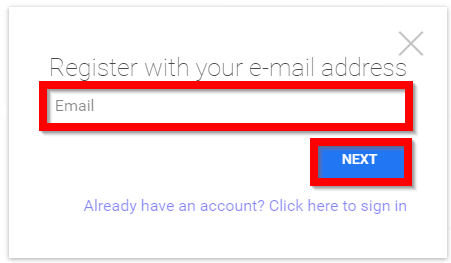 Register with your e-mail address
Email
NEXT
Already have an account? Click here to sign in